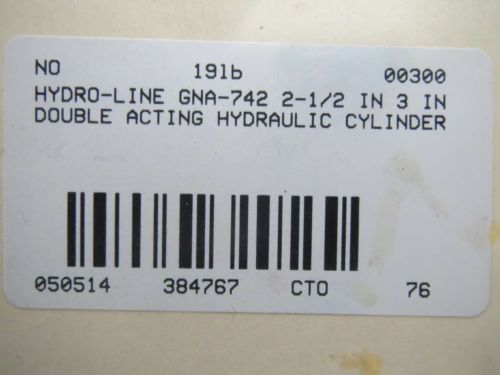 NO 19lb 00300
HYDRO-LINE GNA-742 2-1/2 IN 3 IN
DOUBLE ACTING HYDRAULIC CYLINDER
050514 384767 CTO 76